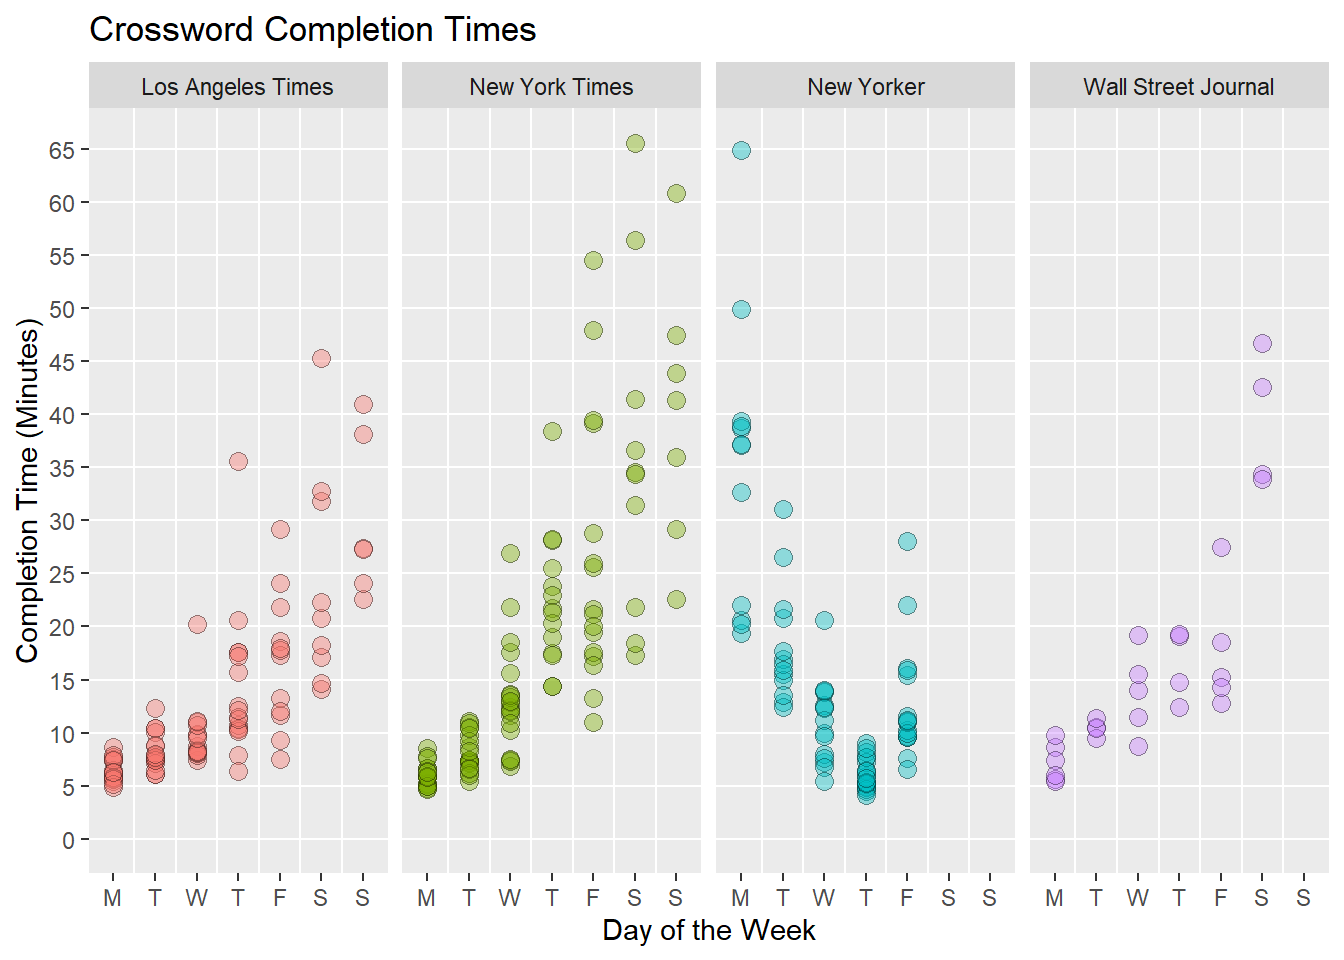 Crossword Completion Times
Los Angeles Times New York Times New Yorker Wall Street Journal
Completion Time (Minutes)
65
60
55
50
45
40
35
30
25
20
15
10
5
0
M T W T F S S M T W T F S S M T W T F S S M T W T F S S
Day of the Week